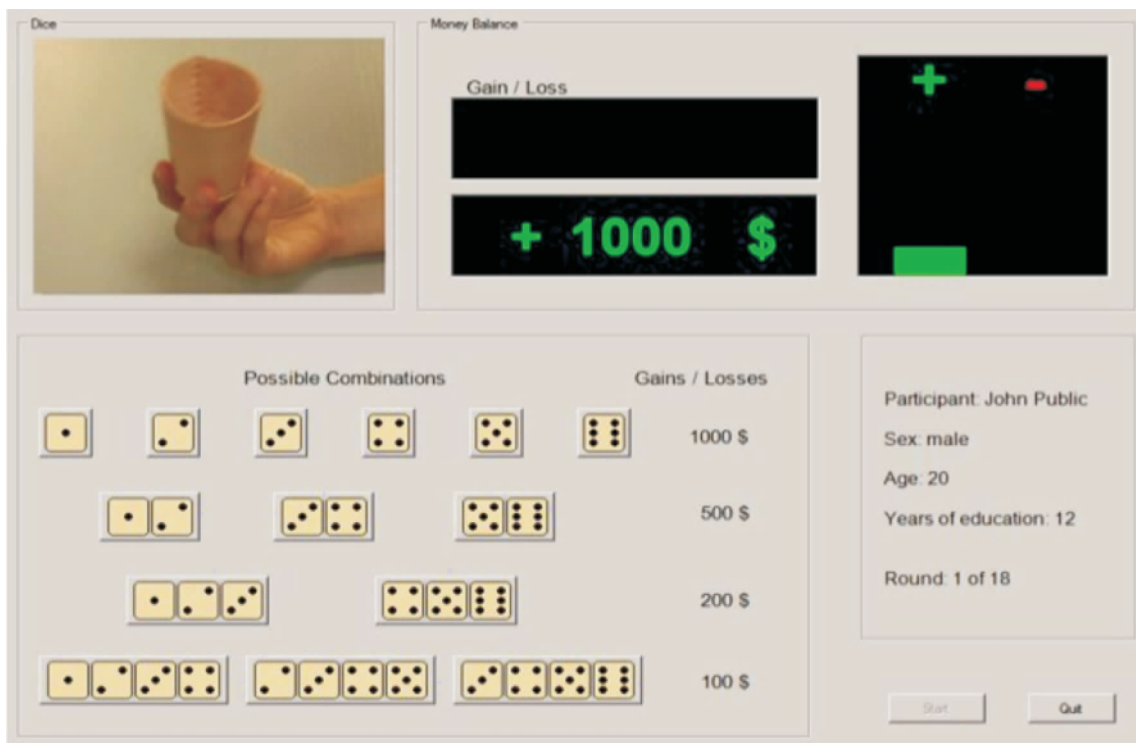 Dice
Money Balance
Gain / Loss
+ -
+ 1000 $
Possible Combinations Gains / Losses
1000 $
500 $
200 $
100 $
Participant: John Public
Sex: male
Age: 20
Years of education: 12
Round: 1 of 18
Start Quit